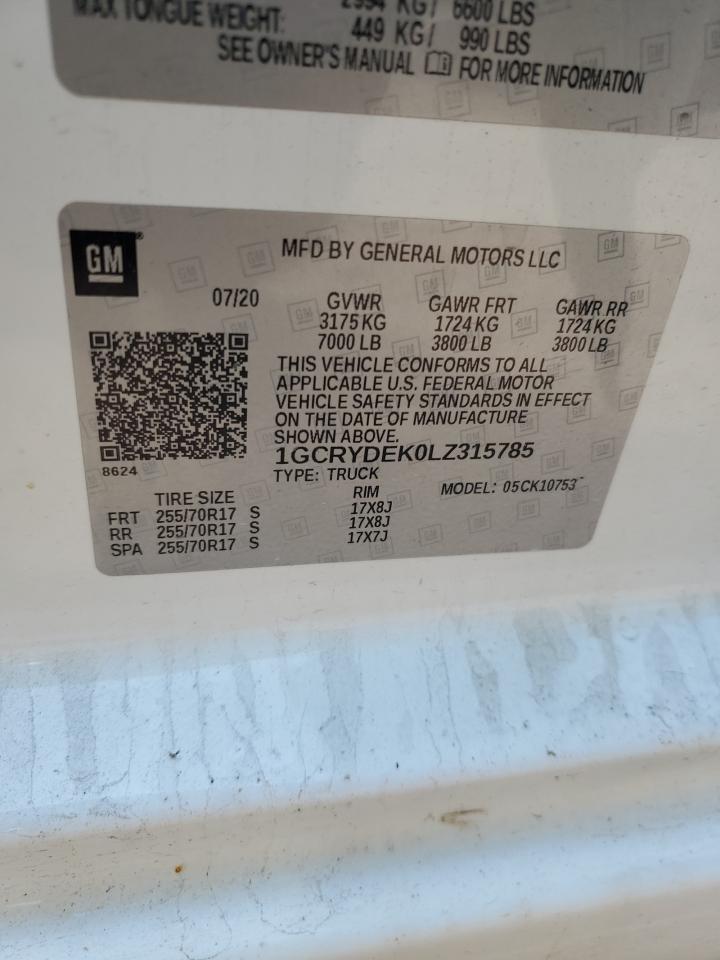 MAX TONGUE WEIGHT: 2994 KG/ 6600 LBS
449 KG/ 990 LBS
SEE OWNER'S MANUAL FOR MORE INFORMATION
GM
MFD BY GENERAL MOTORS LLC
07/20 GVWR GAWR FRT GAWR RR
3175 KG 1724 KG 1724 KG
7000 LB 3800 LB 3800 LB
THIS VEHICLE CONFORMS TO ALL
APPLICABLE U.S. FEDERAL MOTOR
VEHICLE SAFETY STANDARDS IN EFFECT
ON THE DATE OF MANUFACTURE
SHOWN ABOVE.
1GCRYDEK0LZ315785
8624
TYPE: TRUCK
MODEL: 05CK10753
TIRE SIZE RIM
FRT 255/70R17 S 17X8J
RR 255/70R17 S 17X8J
SPA 255/70R17 S 17X7J